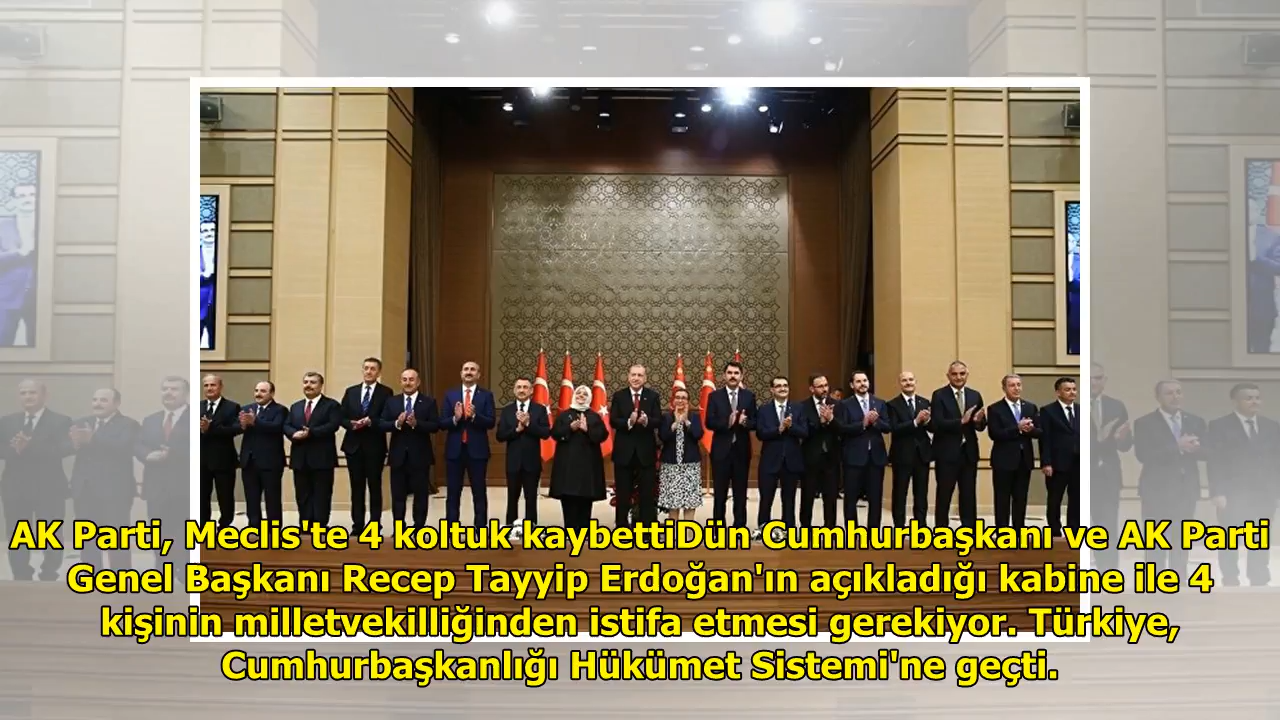 AK Parti, Meclis'te 4 koltuk kaybettiDün Cumhurbaşkanı ve AK Parti
Genel Başkanı Recep Tayyip Erdoğan'ın açıkladığı kabine ile 4
kişinin milletvekilliğinden istifa etmesi gerekiyor. Türkiye,
Cumhurbaşkanlığı Hükümet Sistemi'ne geçti.